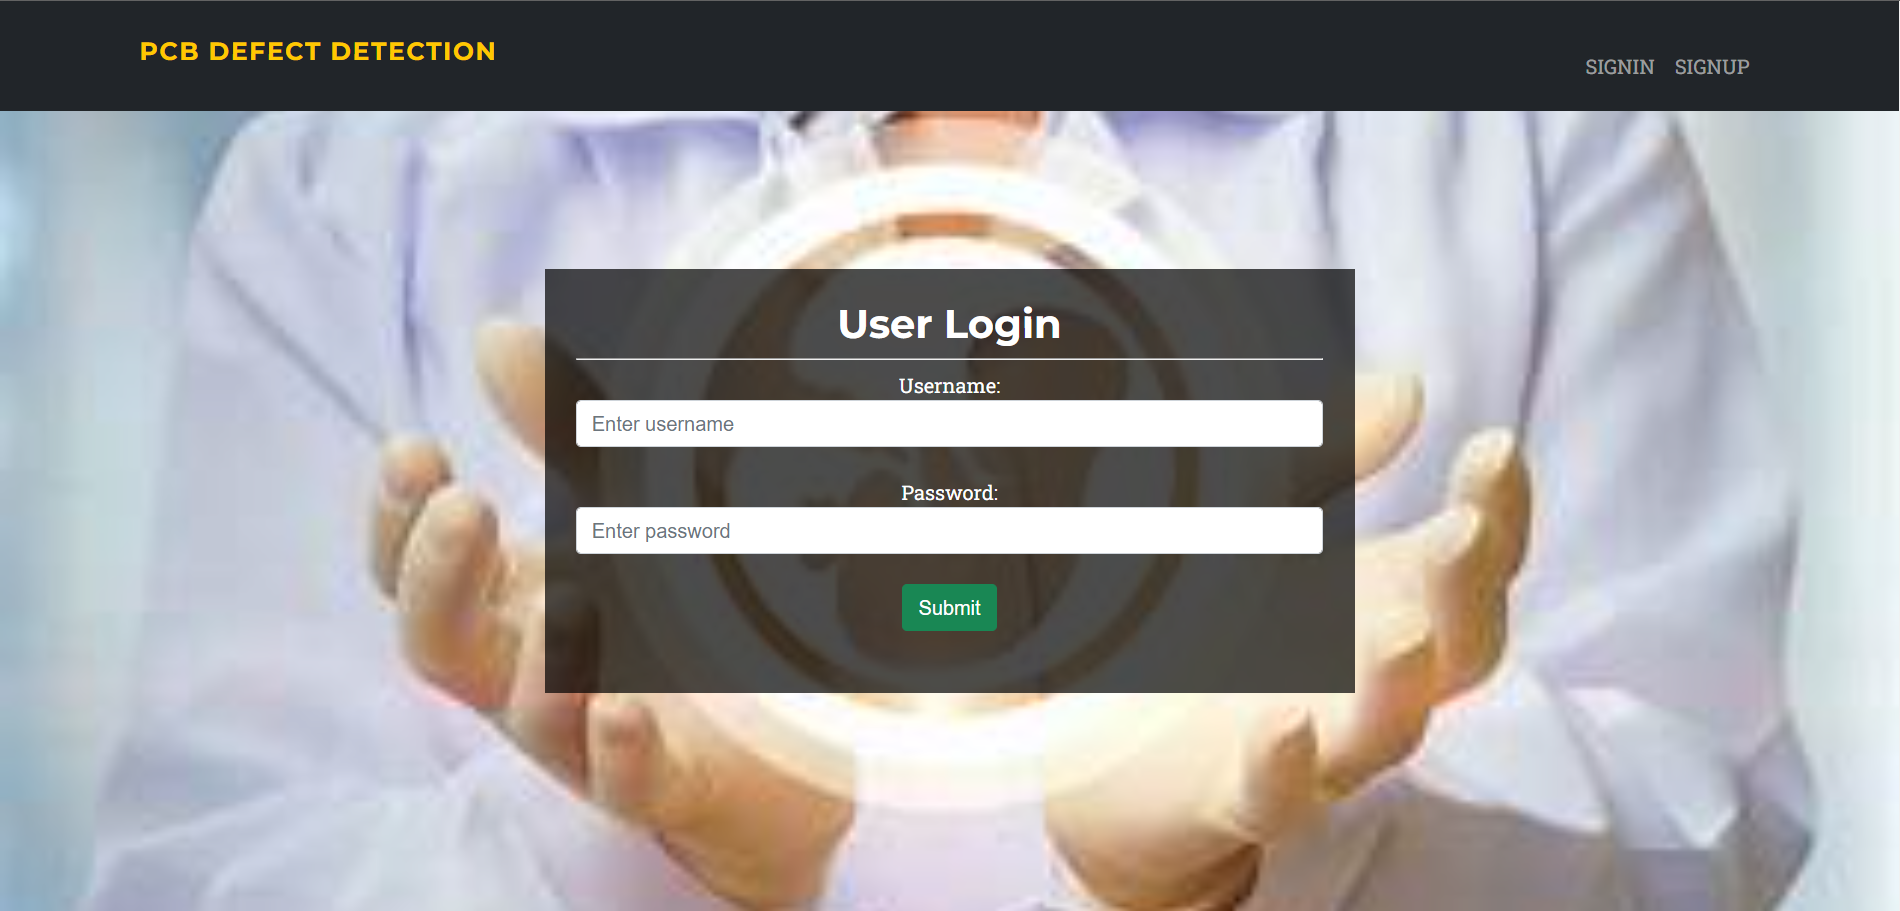 PCB DEFECT DETECTION
SIGNIN SIGNUP
User Login
Username:
Enter username
Password:
Enter password
Submit